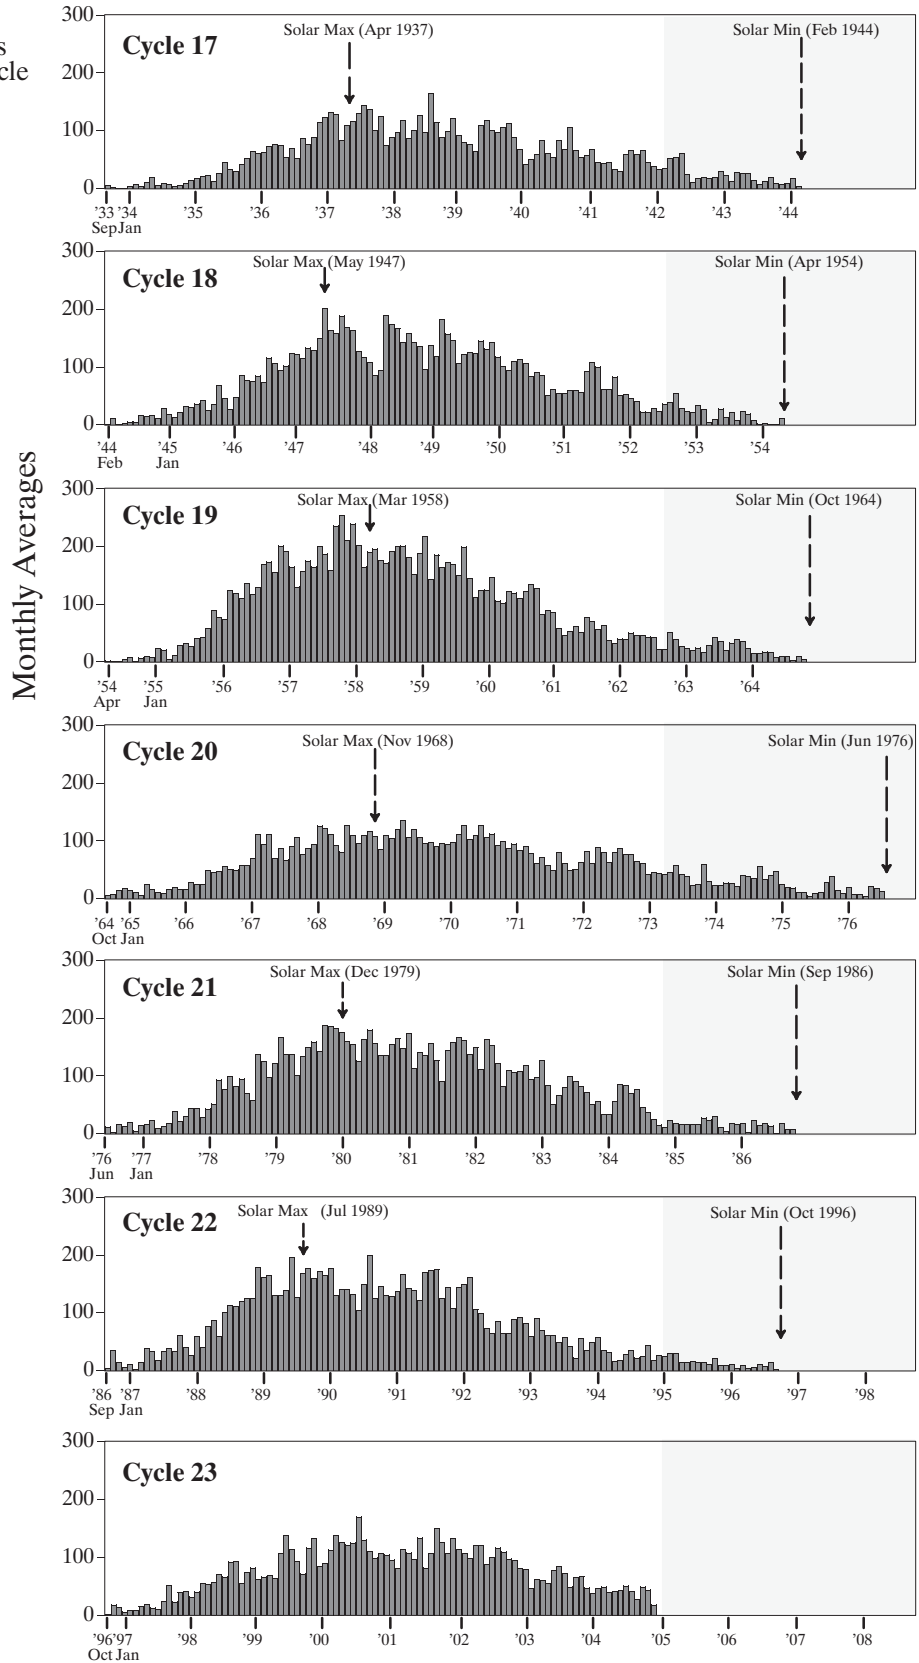 s
cle
Monthly Averages
300
Solar Max (Apr 1937)
Solar Min (Feb 1944)
Cycle 17
200
100
0
’33 ’34 ’35 ’36 ’37 ’38 ’39 ’40 ’41 ’42 ’43 ’44
Sep Jan
300
Solar Max (May 1947)
Solar Min (Apr 1954)
Cycle 18
200
100
0
’44 ’45 ’46 ’47 ’48 ’49 ’50 ’51 ’52 ’53 ’54
Feb Jan
300
Solar Max (Mar 1958)
Solar Min (Oct 1964)
Cycle 19
200
100
0
’54 ’55 ’56 ’57 ’58 ’59 ’60 ’61 ’62 ’63 ’64
Apr Jan
300
Solar Max (Nov 1968)
Solar Min (Jun 1976)
Cycle 20
200
100
0
’64 ’65 ’66 ’67 ’68 ’69 ’70 ’71 ’72 ’73 ’74 ’75 ’76
Oct Jan
300
Solar Max (Dec 1979)
Solar Min (Sep 1986)
Cycle 21
200
100
0
’76 ’77 ’78 ’79 ’80 ’81 ’82 ’83 ’84 ’85 ’86
Jun Jan
300
Solar Max (Jul 1989)
Solar Min (Oct 1996)
Cycle 22
200
100
0
’86 ’87 ’88 ’89 ’90 ’91 ’92 ’93 ’94 ’95 ’96 ’97 ’98
Sep Jan
300
Cycle 23
200
100
0
’96 ’97 ’98 ’99 ’00 ’01 ’02 ’03 ’04 ’05 ’06 ’07 ’08
Oct Jan